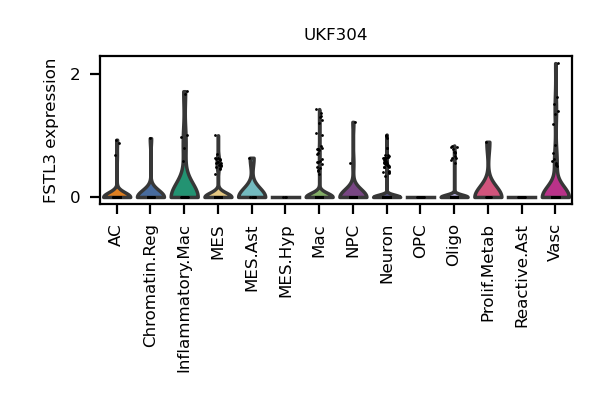 UKF304
FSTL3 expression
2
0
AC
Chromatin.Reg
Inflammatory.Mac
MES
MES.Ast
MES.Hyp
Mac
NPC
Neuron
OPC
Oligo
Prolif.Metab
Reactive.Ast
Vasc